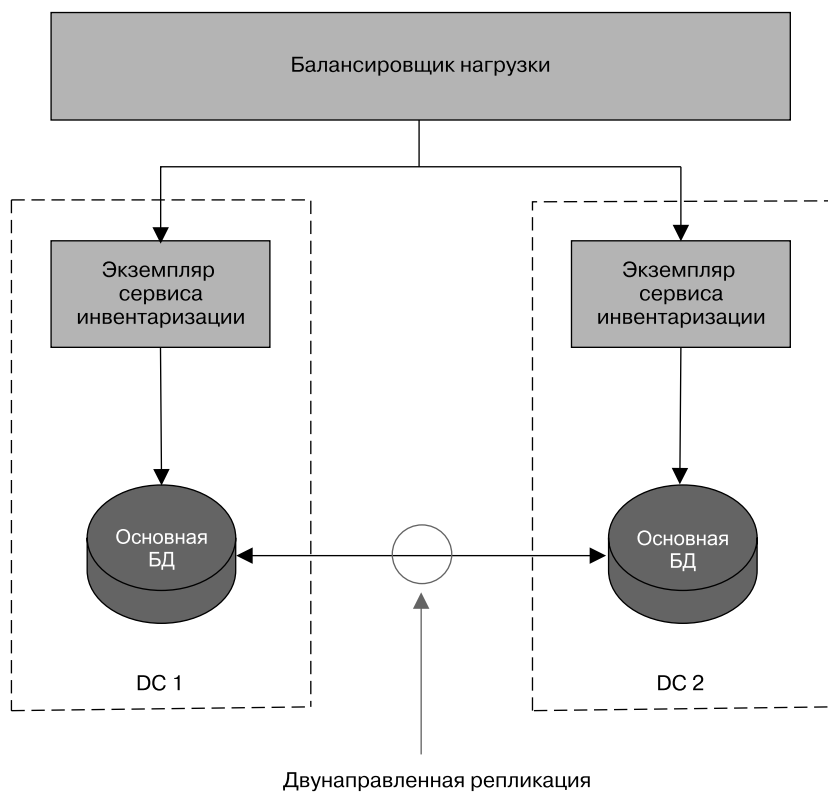 Балансировщик нагрузки
Экземпляр
сервиса
инвентаризации
Экземпляр
сервиса
инвентаризации
Основная
БД
Основная
БД
DC 1
DC 2
Двунаправленная репликация